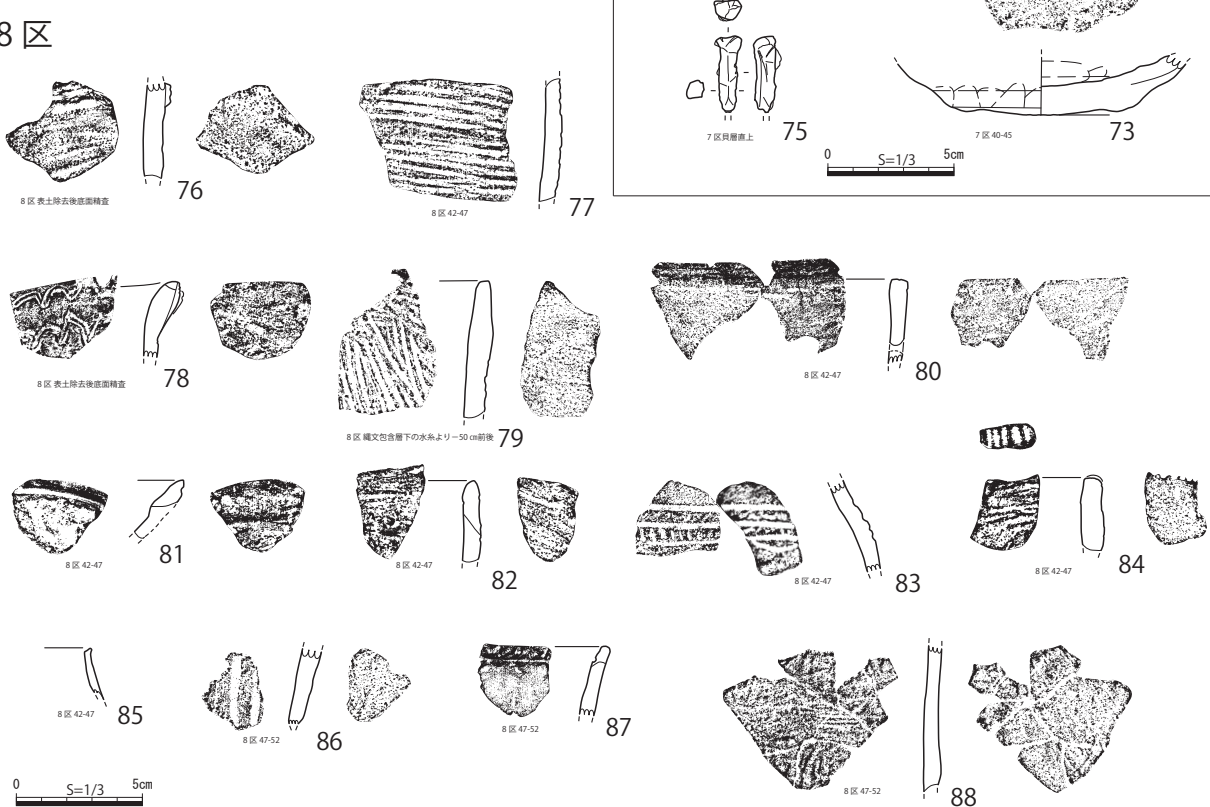 8 区
7 区貝層直上
75
7 区 40-45
73
0 S=1/3 5cm
76
8 区 表土除去後底面精査
77
8 区 42-47
78
8 区 表土除去後底面精査
8 区 縄文包含層下の水糸より－50 ㎝前後
79
8 区 42-47
80
8 区 42-47
81
8 区 42-47
82
8 区 42-47
83
8 区 42-47
84
8 区 42-47
85
8 区 47-52
86
8 区 47-52
87
8 区 47-52
88
0 S=1/3 5cm